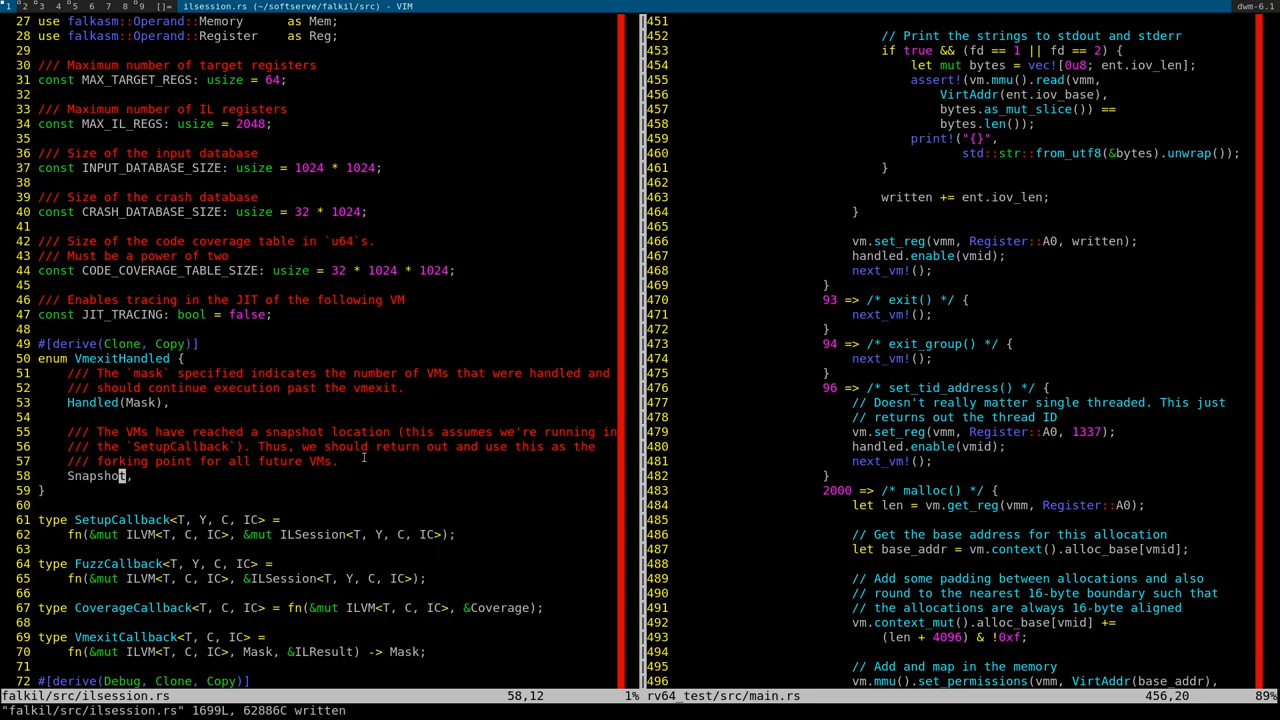 1 2 3 4 5 6 7 8 9 []= ilsession.rs (~/softserve/falkil/src) - VIM dwm-6.1
27 use falkasm::Operand::Memory     as Mem;
28 use falkasm::Operand::Register   as Reg;
29
30 /// Maximum number of target registers
31 const MAX_TARGET_REGS: usize = 64;
32
33 /// Maximum number of IL registers
34 const MAX_IL_REGS: usize = 2048;
35
36 /// Size of the input database
37 const INPUT_DATABASE_SIZE: usize = 1024 * 1024;
38
39 /// Size of the crash database
40 const CRASH_DATABASE_SIZE: usize = 32 * 1024;
41
42 /// Size of the code coverage table in `u64`s.
43 /// Must be a power of two
44 const CODE_COVERAGE_TABLE_SIZE: usize = 32 * 1024 * 1024;
45
46 /// Enables tracing in the JIT of the following VM
47 const JIT_TRACING: bool = false;
48
49 #[derive(Clone, Copy)]
50 enum VmexitHandled {
51     /// The `mask` specified indicates the number of VMs that were handled and
52     /// should continue execution past the vmexit.
53     Handled(Mask),
54
55     /// The VMs have reached a snapshot location (this assumes we're running in
56     /// the `SetupCallback`). Thus, we should return out and use this as the
57     /// forking point for all future VMs.
58     Snapshot,
59 }
60
61 type SetupCallback<T, Y, C, IC> =
62     fn(&mut ILVM<T, C, IC>, &mut ILSession<T, Y, C, IC>);
63
64 type FuzzCallback<T, Y, C, IC> =
65     fn(&mut ILVM<T, C, IC>, &ILSession<T, Y, C, IC>);
66
67 type CoverageCallback<T, C, IC> = fn(&mut ILVM<T, C, IC>, &Coverage);
68
69 type VmexitCallback<T, C, IC> =
70     fn(&mut ILVM<T, C, IC>, Mask, &ILResult) -> Mask;
71
72 #[derive(Debug, Clone, Copy)]
falkil/src/ilsession.rs 58,12 1%
451
452 // Print the strings to stdout and stderr
453 if true && (fd == 1 || fd == 2) {
454     let mut bytes = vec![0u8; ent.iov_len];
455     assert!(vm.mmu().read(vmm,
456         VirtAddr(ent.iov_base),
457         bytes.as_mut_slice()) ==
458         bytes.len());
459     print!("{}",
460            std::str::from_utf8(&bytes).unwrap());
461 }
462
463 written += ent.iov_len;
464 }
465
466 vm.set_reg(vmm, Register::A0, written);
467 handled.enable(vmid);
468 next_vm!();
469 }
470 93 => /* exit() */ {
471     next_vm!();
472 }
473 94 => /* exit_group() */ {
474     next_vm!();
475 }
476 96 => /* set_tid_address() */ {
477     // Doesn't really matter single threaded. This just
478     // returns out the thread ID
479     vm.set_reg(vmm, Register::A0, 1337);
480     handled.enable(vmid);
481     next_vm!();
482 }
483 2000 => /* malloc() */ {
484     let len = vm.get_reg(vmm, Register::A0);
485
486     // Get the base address for this allocation
487     let base_addr = vm.context().alloc_base[vmid];
488
489     // Add some padding between allocations and also
490     // round to the nearest 16-byte boundary such that
491     // the allocations are always 16-byte aligned
492     vm.context_mut().alloc_base[vmid] +=
493         (len + 4096) & !0xf;
494
495     // Add and map in the memory
496     vm.mmu().set_permissions(vmm, VirtAddr(base_addr),
rv64_test/src/main.rs 456,20 89%
"falkil/src/ilsession.rs" 1699L, 62886C written